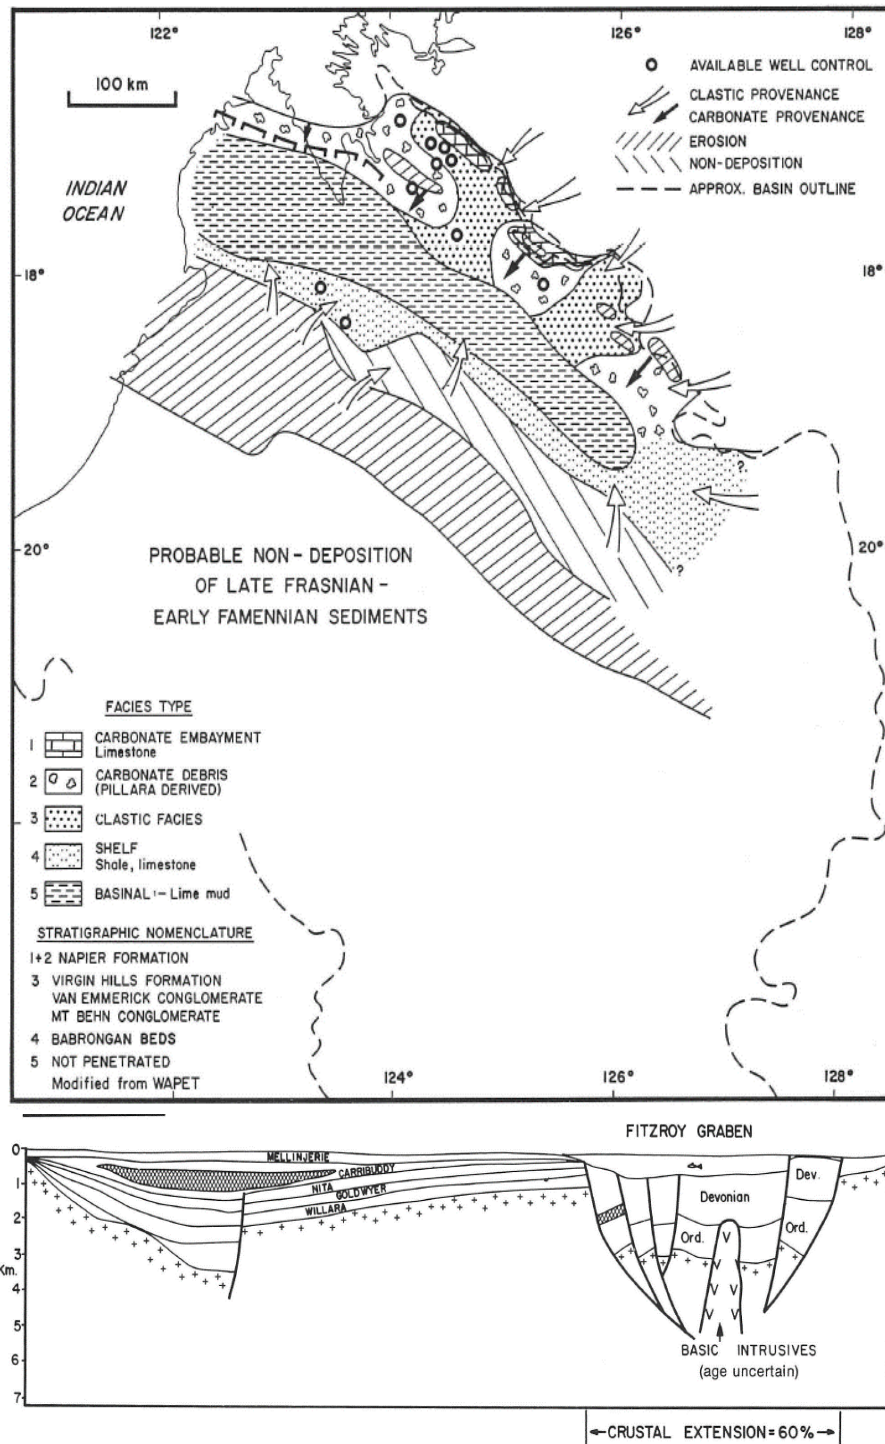 122°
126°
128°
100 km
AVAILABLE WELL CONTROL
CLASTIC PROVENANCE
CARBONATE PROVENANCE
EROSION
NON-DEPOSITION
APPROX. BASIN OUTLINE
INDIAN
OCEAN
18°
18°
?
20°
20°
?
PROBABLE NON-DEPOSITION
OF LATE FRASNIAN-
EARLY FAMENNIAN SEDIMENTS
FACIES TYPE
1 CARBONATE EMBAYMENT
Limestone
2 CARBONATE DEBRIS
(PILLARA DERIVED)
3 CLASTIC FACIES
4 SHELF
Shale, limestone
5 BASINAL:- Lime mud
STRATIGRAPHIC NOMENCLATURE
1+2 NAPIER FORMATION
3 VIRGIN HILLS FORMATION
VAN EMMERICK CONGLOMERATE
MT BEHN CONGLOMERATE
4 BABRONGAN BEDS
5 NOT PENETRATED
Modified from WAPET
124°
126°
128°
FITZROY GRABEN
0
1
2
3
Km.
4
5
6
7
MELLINJERIE
CARRIBUDDY
NITA
GOLDWYER
WILLARA
Devonian
Dev.
Ord.
Ord.
V
V V
V V
V V
BASIC INTRUSIVES
(age uncertain)
CRUSTAL EXTENSION=60%